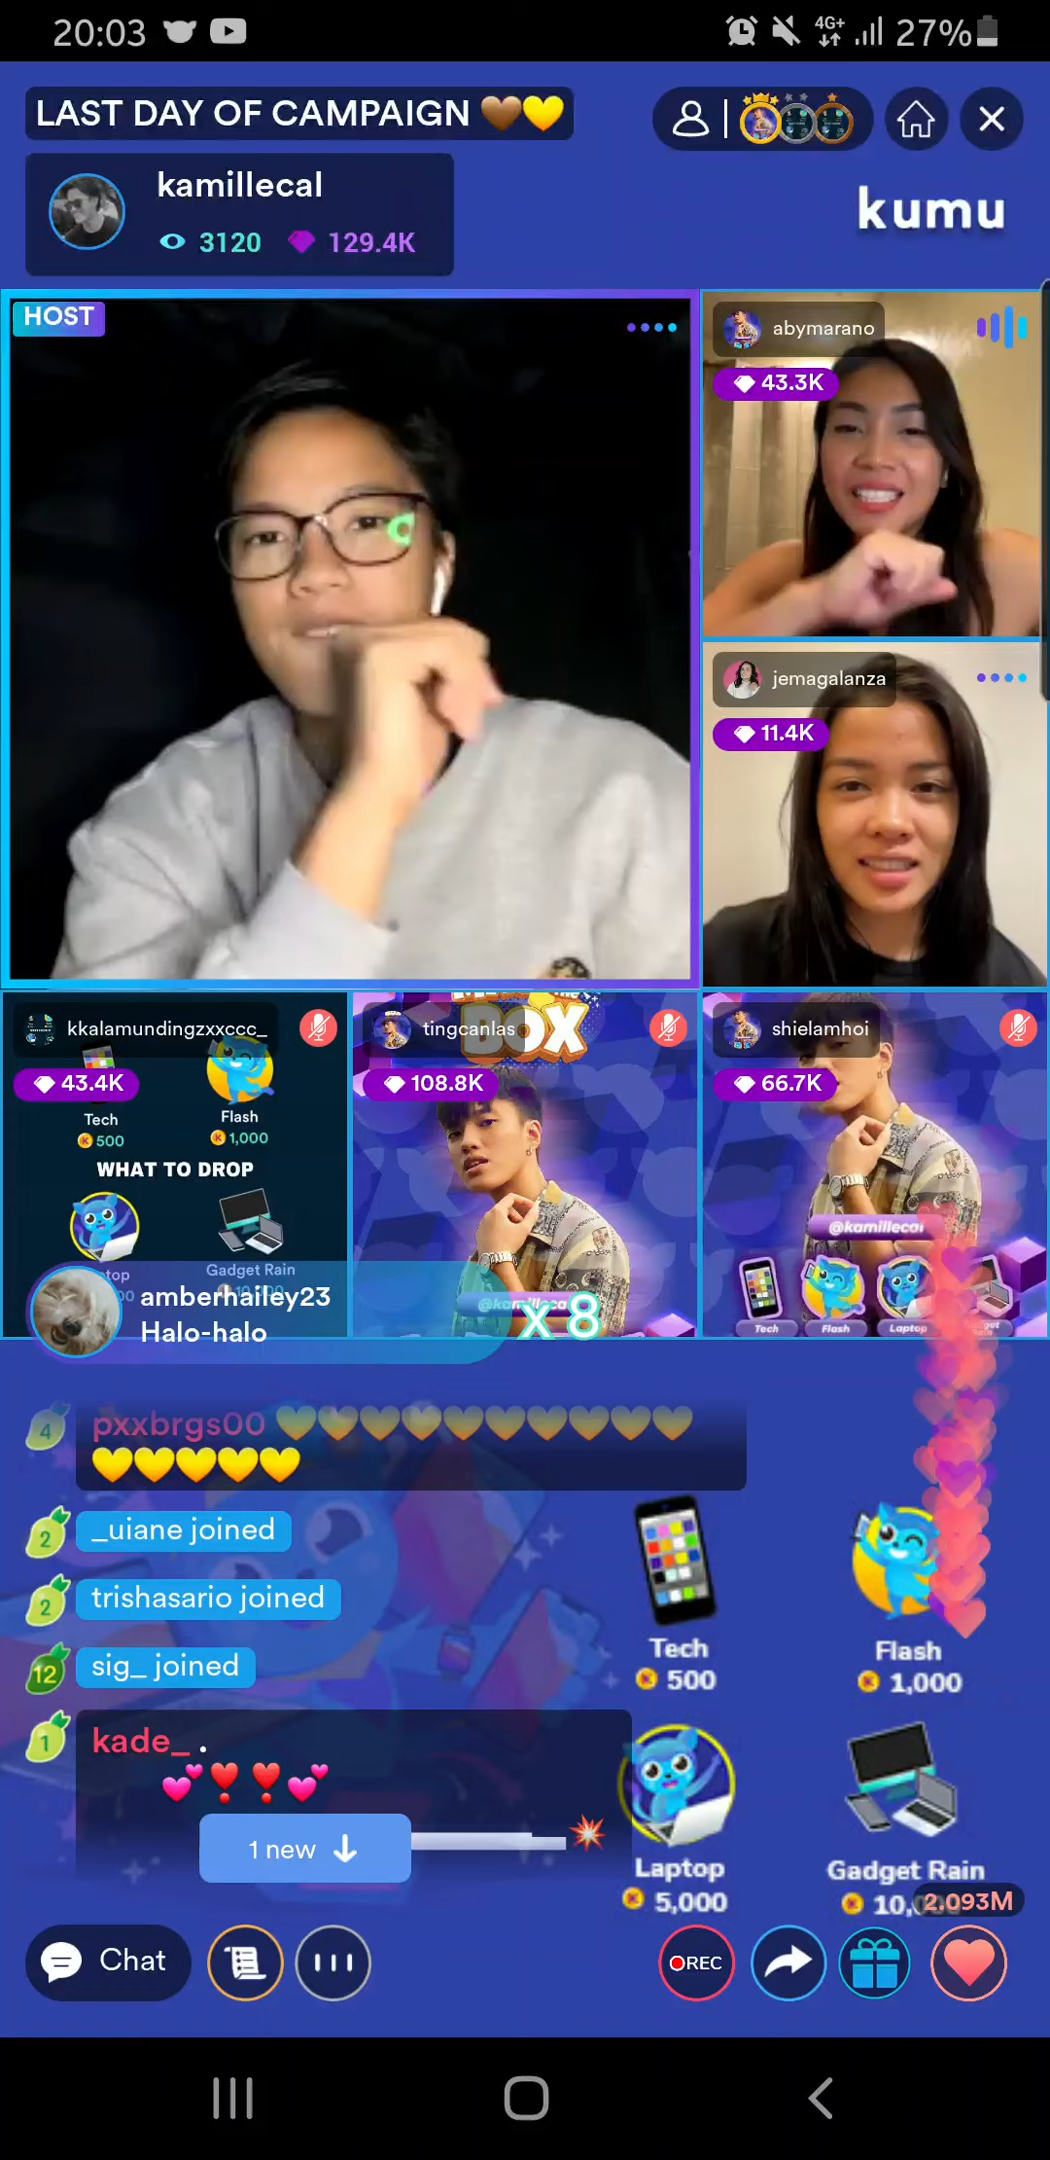 20:03
4G+
27%
LAST DAY OF CAMPAIGN 🤎💛
kamillecal
3120
129.4K
kumu
HOST
abymarano
43.3K
jemagalanza
11.4K
kkalamundingzxxccc_
43.4K
Tech
500
Flash
1,000
WHAT TO DROP
Gadget Rain
tingcanlas
BOX
108.8K
shielamhoi
66.7K
@kamillecal
Tech
Flash
Laptop
amberhailey23
Halo-halo
x 8
4
pxxbrgs00 💛💛💛💛💛💛💛💛💛💛
💛💛💛💛💛
2
_uiane joined
2
trishasario joined
12
sig_ joined
1
kade_ .
💕❣️❣️💕
1 new
Tech
500
Flash
1,000
Laptop
5,000
Gadget Rain
2.093M
Chat
REC